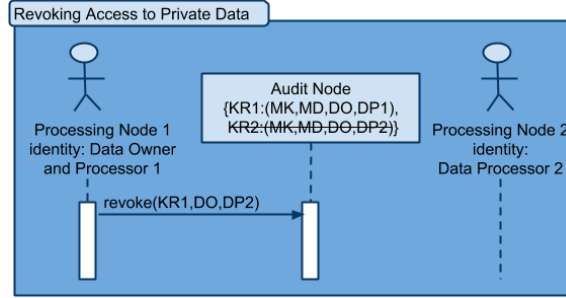 Revoking Access to Private Data
Audit Node
{KR1:(MK,MD,DO,DP1),
KR2:(MK,MD,DO,DP2)}
Processing Node 1
identity: Data Owner
and Processor 1
Processing Node 2
identity:
Data Processor 2
revoke(KR1,DO,DP2)